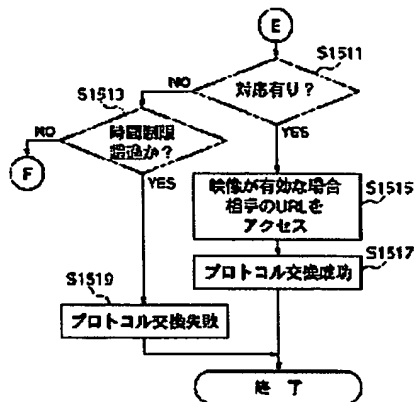 E
S1511
対応有り?
NO
YES
S1513
時間制限
超過か?
NO
YES
F
映像が有効な場合
相手のURLを
アクセス
S1515
プロトコル交換成功
S1517
S1519
プロトコル交換失敗
終了